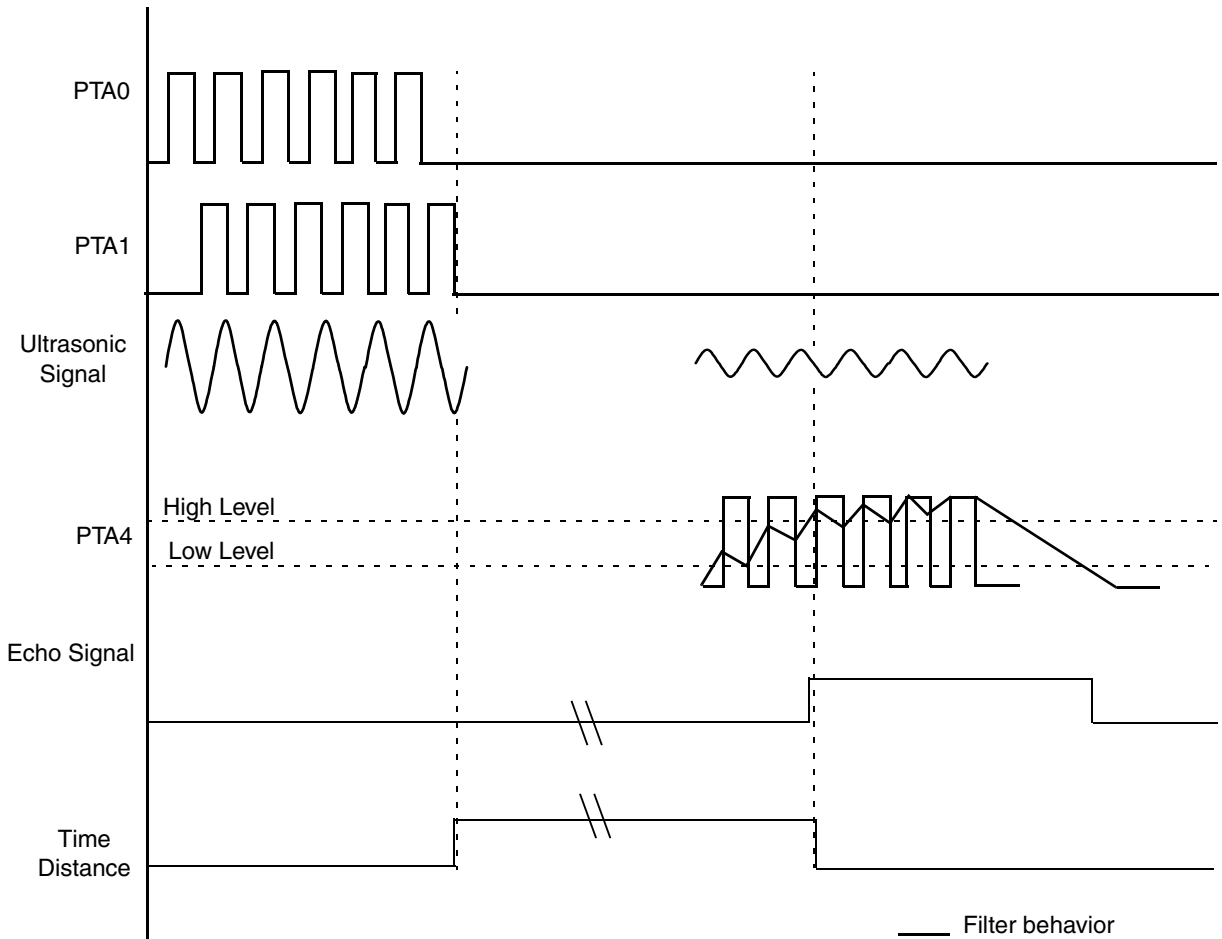 PTA0
PTA1
Ultrasonic
Signal
High Level
PTA4
Low Level
Echo Signal
Time
Distance
Filter behavior